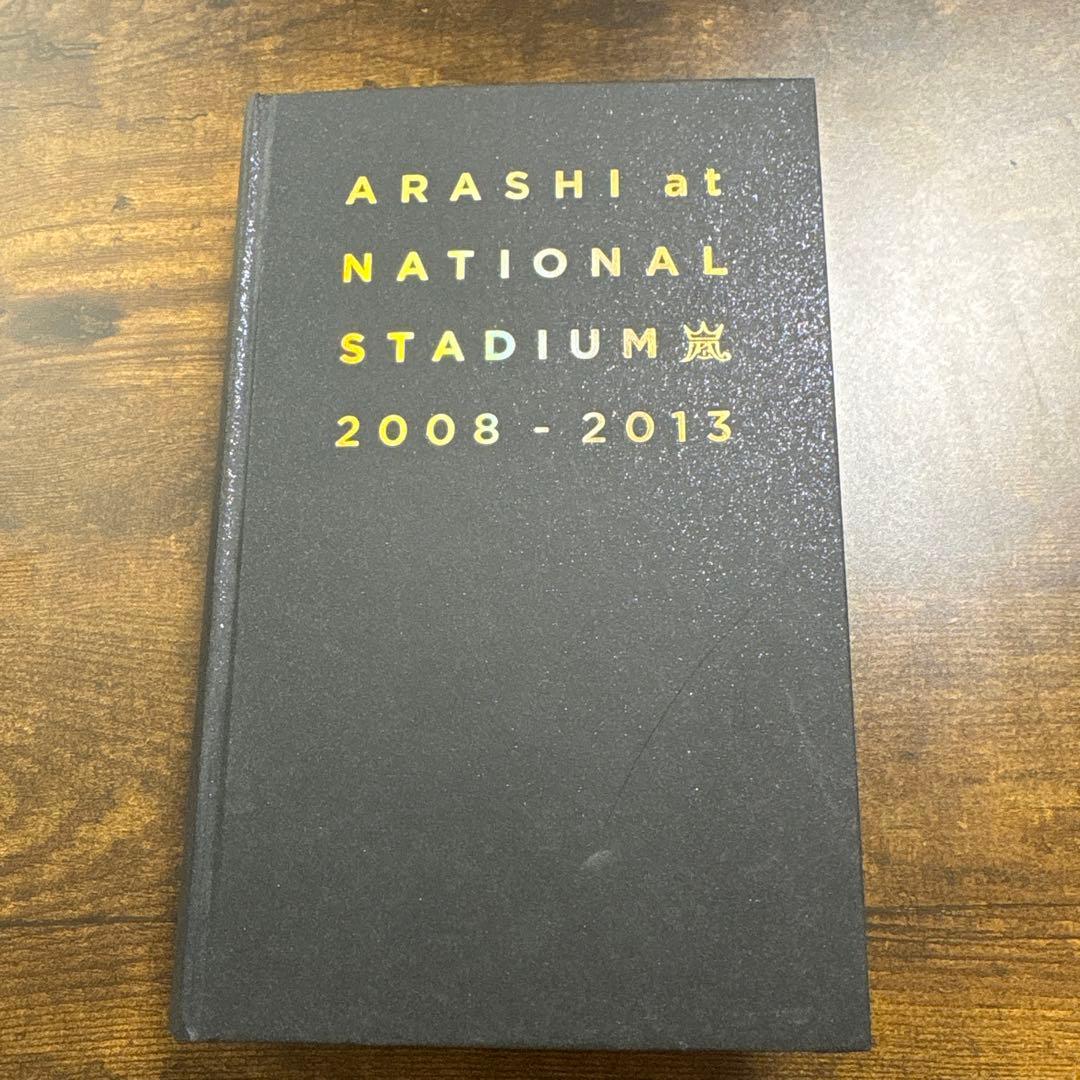 ARASHI at
NATIONAL
STADIUM 嵐
2008 - 2013